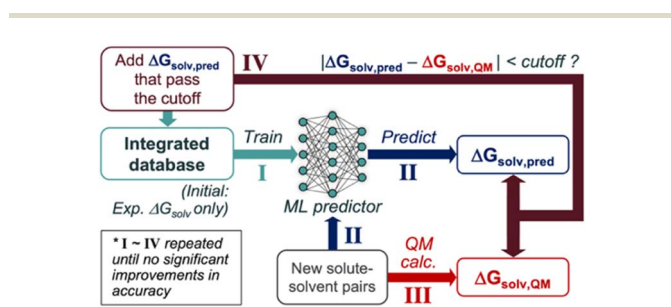 Add ΔGsolv,pred
that pass
the cutoff
IV
|ΔGsolv,pred − ΔGsolv,QM| < cutoff ?
Integrated
database
Train
I
Predict
II
ΔGsolv,pred
(Initial:
Exp. ΔGsolv only)
ML predictor
* I ~ IV repeated
until no significant
improvements in
accuracy
II
New solute-
solvent pairs
QM
calc.
III
ΔGsolv,QM